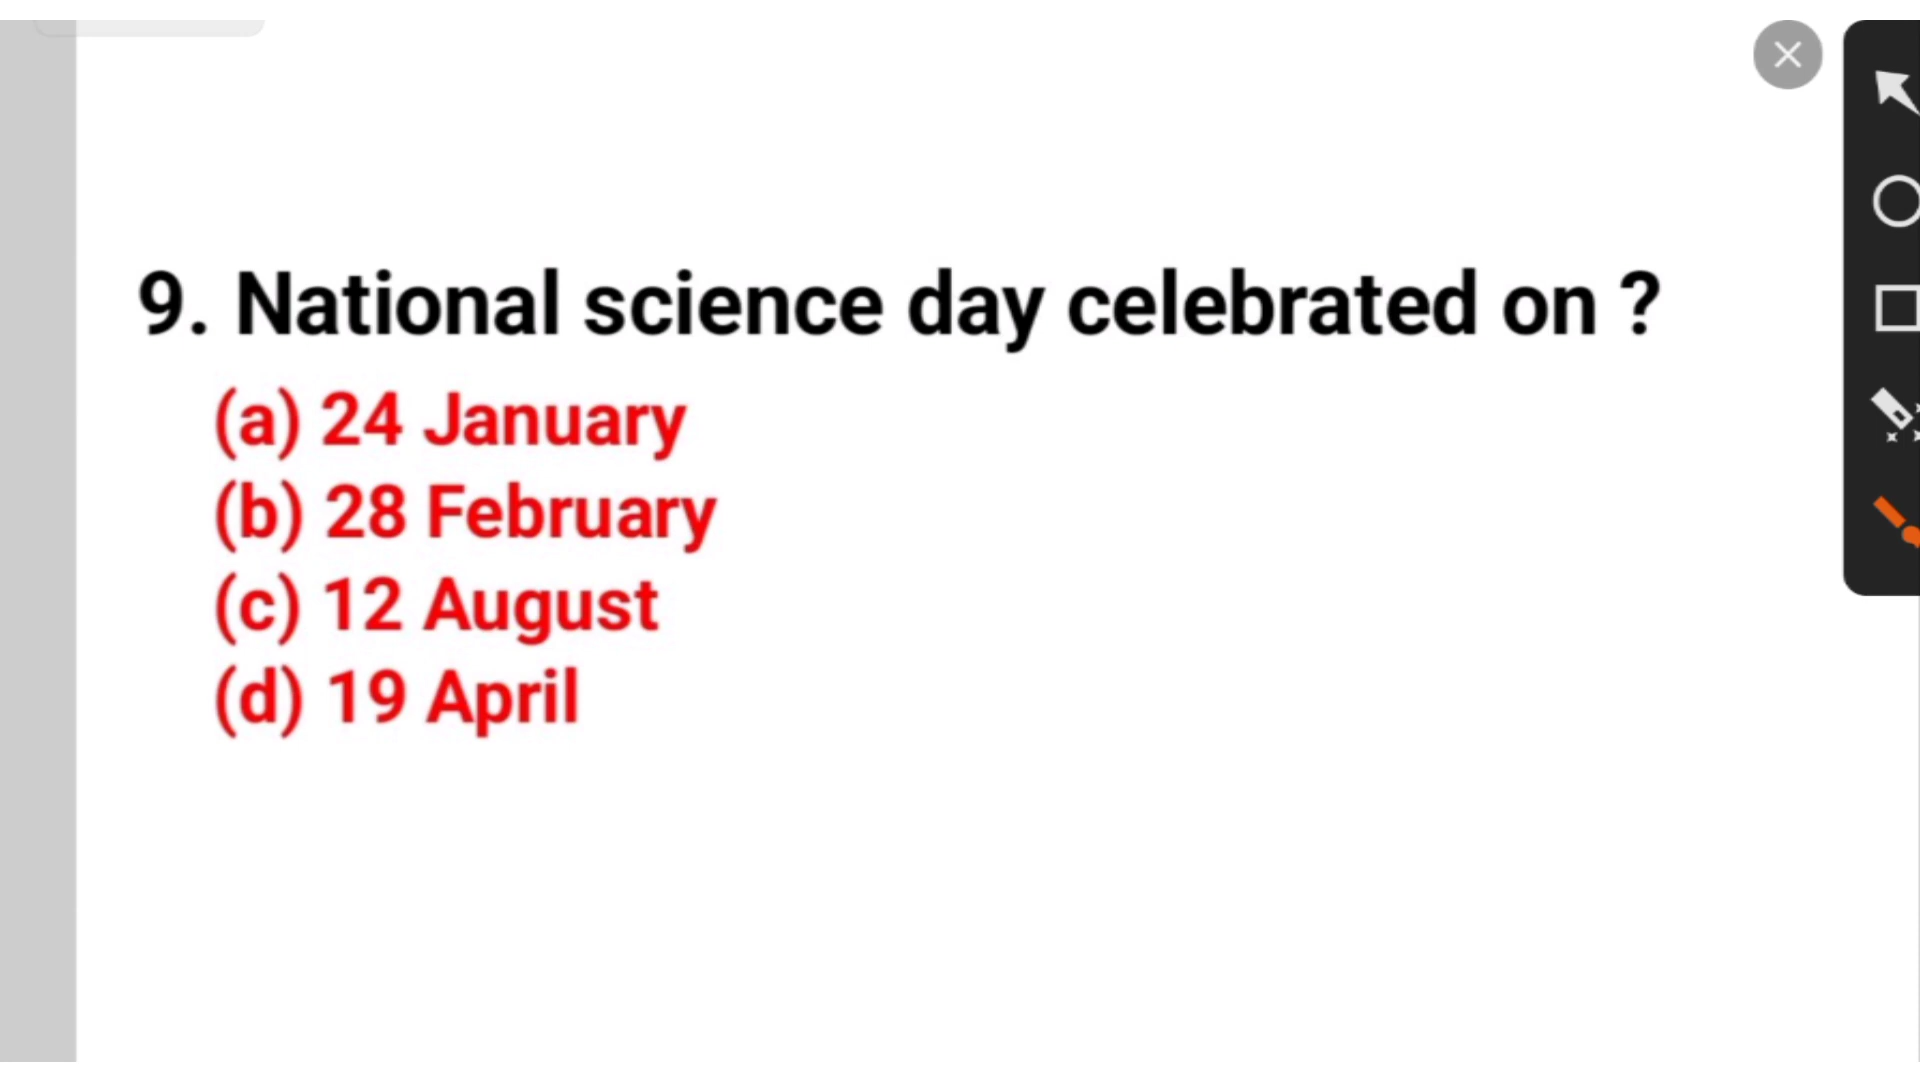 9. National science day celebrated on ?
(a) 24 January
(b) 28 February
(c) 12 August
(d) 19 April